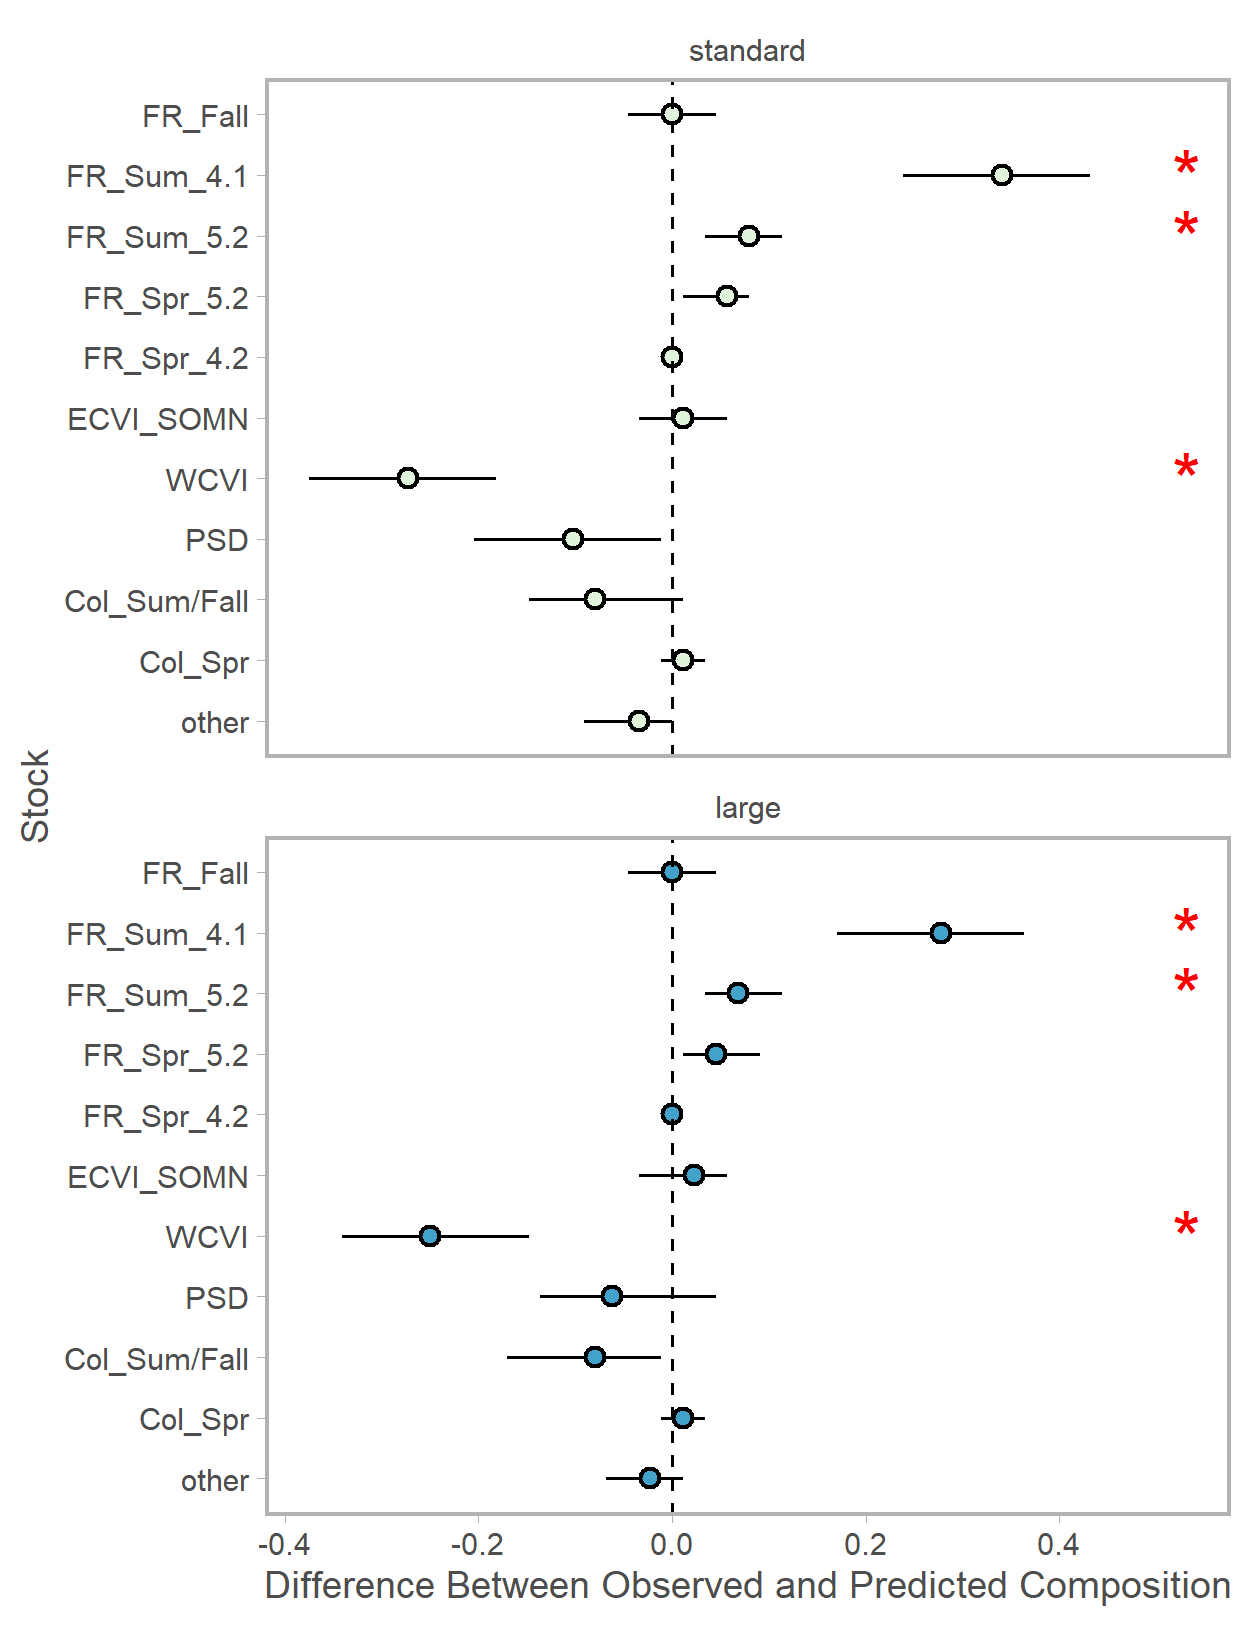 standard
FR_Fall
FR_Sum_4.1
*
FR_Sum_5.2
*
FR_Spr_5.2
FR_Spr_4.2
ECVI_SOMN
WCVI
*
PSD
Col_Sum/Fall
Col_Spr
other
Stock
large
FR_Fall
FR_Sum_4.1
*
FR_Sum_5.2
*
FR_Spr_5.2
FR_Spr_4.2
ECVI_SOMN
WCVI
*
PSD
Col_Sum/Fall
Col_Spr
other
-0.4 -0.2 0.0 0.2 0.4
Difference Between Observed and Predicted Composition